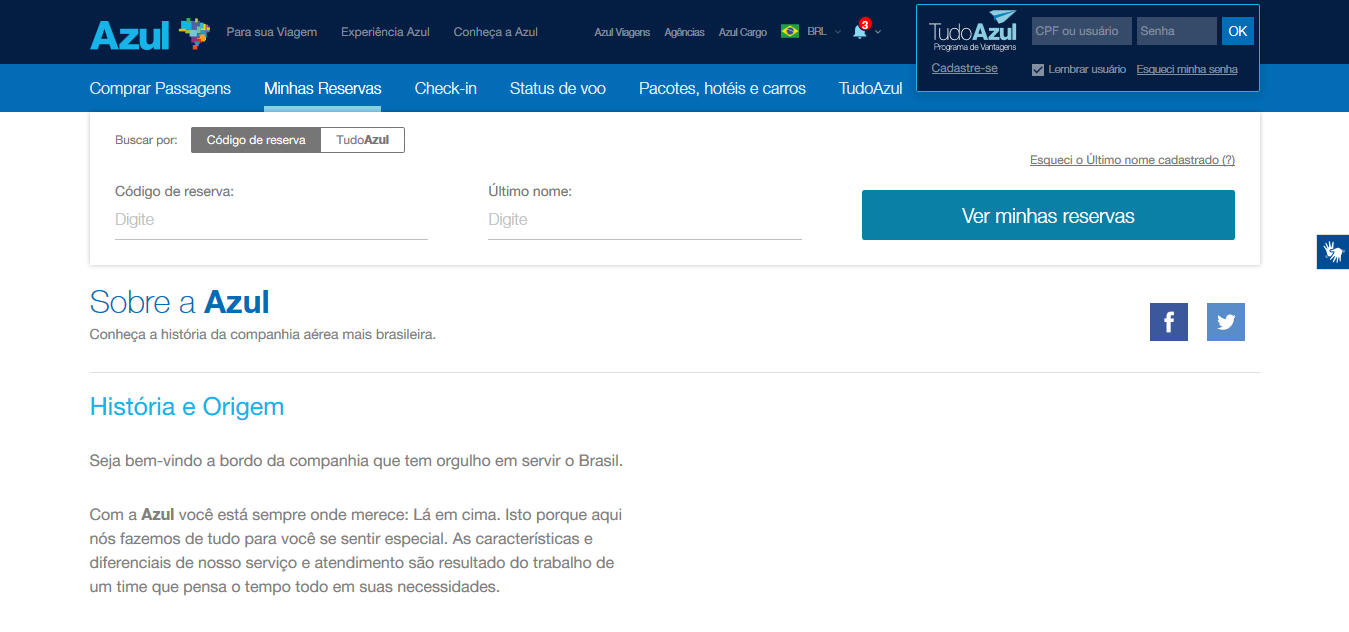 Azul
Para sua Viagem
Experiência Azul
Conheça a Azul
Azul Viagens
Agências
Azul Cargo
BRL
3
TudoAzul
Programa de Vantagens
CPF ou usuário
Senha
OK
Cadastre-se
Lembrar usuário
Esqueci minha senha
Comprar Passagens
Minhas Reservas
Check-in
Status de voo
Pacotes, hotéis e carros
TudoAzul
Buscar por:
Código de reserva
TudoAzul
Esqueci o Último nome cadastrado (?)
Código de reserva:
Último nome:
Digite
Digite
Ver minhas reservas
Sobre a Azul
Conheça a história da companhia aérea mais brasileira.
História e Origem
Seja bem-vindo a bordo da companhia que tem orgulho em servir o Brasil.
Com a Azul você está sempre onde merece: Lá em cima. Isto porque aqui
nós fazemos de tudo para você se sentir especial. As características e
diferenciais de nosso serviço e atendimento são resultado do trabalho de
um time que pensa o tempo todo em suas necessidades.